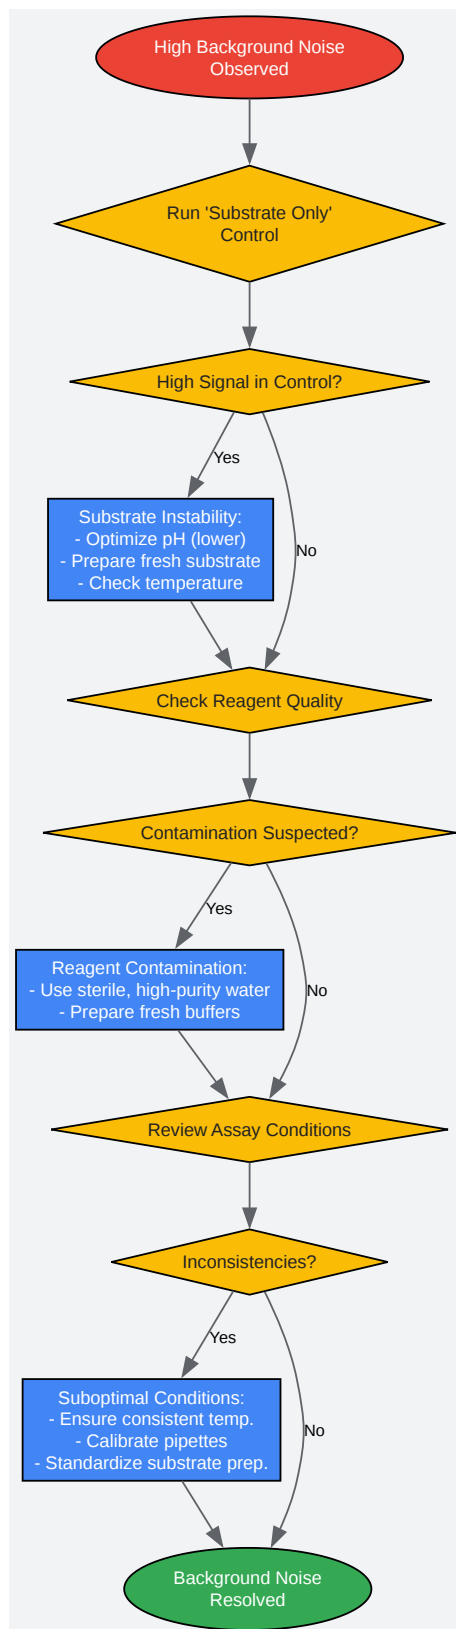 High Background Noise
Observed
Run 'Substrate Only'
Control
High Signal in Control?
Yes
Substrate Instability:
- Optimize pH (lower)
- Prepare fresh substrate
- Check temperature
No
Check Reagent Quality
Contamination Suspected?
Yes
Reagent Contamination:
- Use sterile, high-purity water
- Prepare fresh buffers
No
Review Assay Conditions
Inconsistencies?
Yes
Suboptimal Conditions:
- Ensure consistent temp.
- Calibrate pipettes
- Standardize substrate prep.
No
Background Noise
Resolved